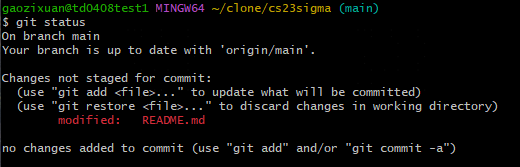 gaozixuan@td0408test1 MINGW64 ~/clone/cs23sigma (main)
$ git status
On branch main
Your branch is up to date with 'origin/main'.

Changes not staged for commit:
  (use "git add <file>..." to update what will be committed)
  (use "git restore <file>..." to discard changes in working directory)
        modified:   README.md

no changes added to commit (use "git add" and/or "git commit -a")